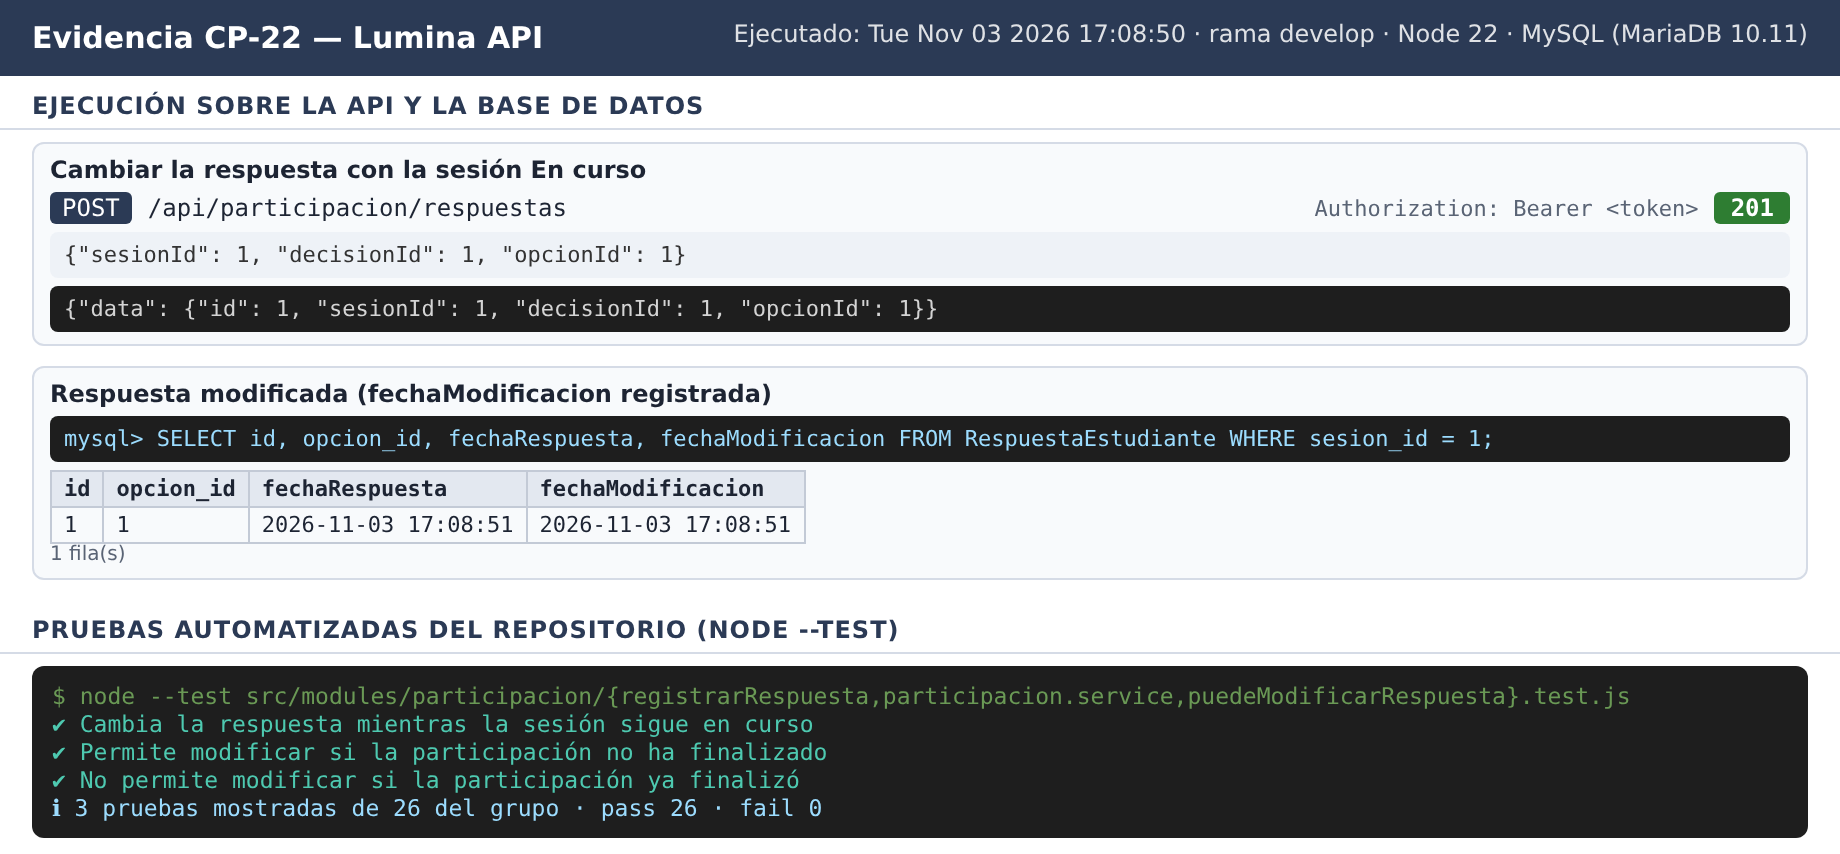 Evidencia CP-22 — Lumina API
Ejecutado: Tue Nov 03 2026 17:08:50 · rama develop · Node 22 · MySQL (MariaDB 10.11)
EJECUCIÓN SOBRE LA API Y LA BASE DE DATOS
Cambiar la respuesta con la sesión En curso
POST /api/participacion/respuestas Authorization: Bearer <token> 201
{"sesionId": 1, "decisionId": 1, "opcionId": 1}
{"data": {"id": 1, "sesionId": 1, "decisionId": 1, "opcionId": 1}}
Respuesta modificada (fechaModificacion registrada)
mysql> SELECT id, opcion_id, fechaRespuesta, fechaModificacion FROM RespuestaEstudiante WHERE sesion_id = 1;
id opcion_id fechaRespuesta fechaModificacion
1 1 2026-11-03 17:08:51 2026-11-03 17:08:51
1 fila(s)
PRUEBAS AUTOMATIZADAS DEL REPOSITORIO (NODE --TEST)
$ node --test src/modules/participacion/{registrarRespuesta,participacion.service,puedeModificarRespuesta}.test.js
✔ Cambia la respuesta mientras la sesión sigue en curso
✔ Permite modificar si la participación no ha finalizado
✔ No permite modificar si la participación ya finalizó
ℹ 3 pruebas mostradas de 26 del grupo · pass 26 · fail 0